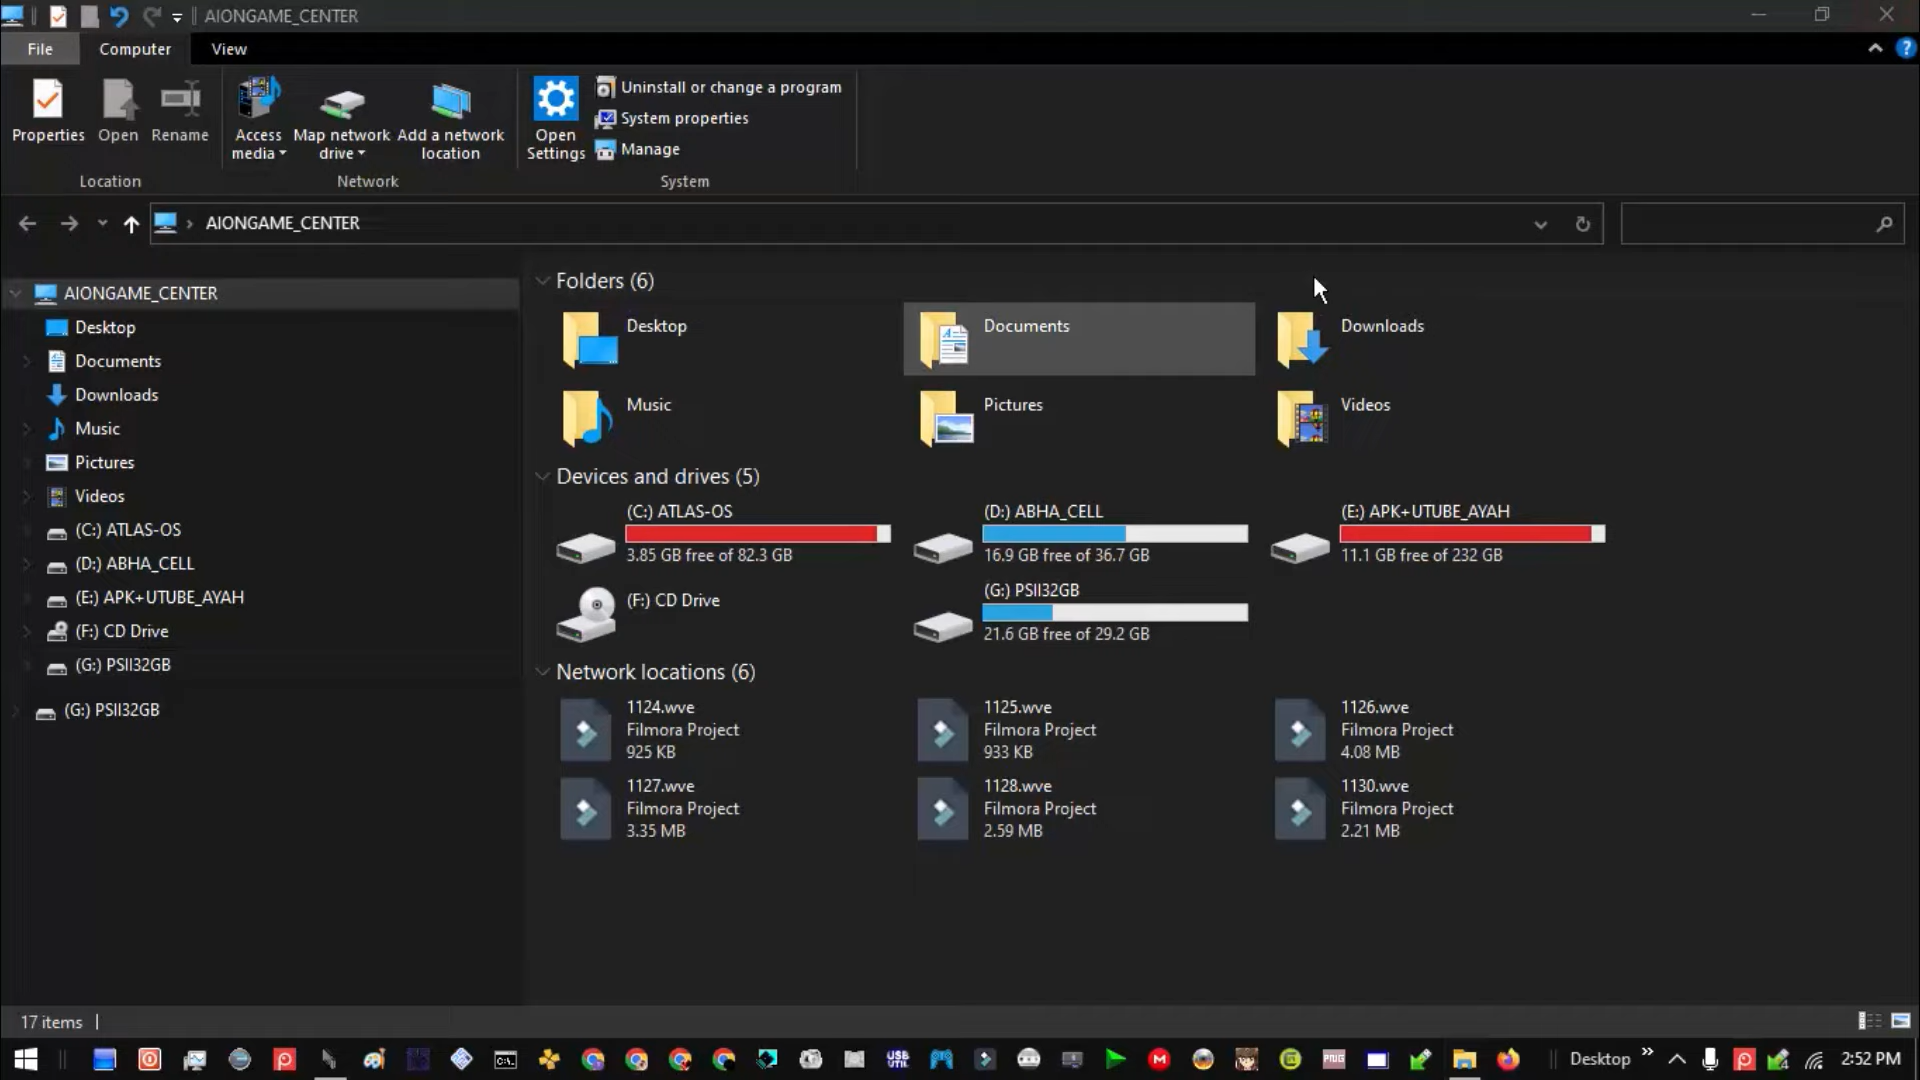 AIONGAME_CENTER
File
Computer
View
Properties
Open
Rename
Access media
Map network drive
Add a network location
Open Settings
Uninstall or change a program
System properties
Manage
Location
Network
System
AIONGAME_CENTER
AIONGAME_CENTER
Desktop
Documents
Downloads
Music
Pictures
Videos
(C:) ATLAS-OS
(D:) ABHA_CELL
(E:) APK+UTUBE_AYAH
(F:) CD Drive
(G:) PSII32GB
(G:) PSII32GB
Folders (6)
Desktop
Documents
Downloads
Music
Pictures
Videos
Devices and drives (5)
(C:) ATLAS-OS
3.85 GB free of 82.3 GB
(D:) ABHA_CELL
16.9 GB free of 36.7 GB
(E:) APK+UTUBE_AYAH
11.1 GB free of 232 GB
(F:) CD Drive
(G:) PSII32GB
21.6 GB free of 29.2 GB
Network locations (6)
1124.wve
Filmora Project
925 KB
1125.wve
Filmora Project
933 KB
1126.wve
Filmora Project
4.08 MB
1127.wve
Filmora Project
3.35 MB
1128.wve
Filmora Project
2.59 MB
1130.wve
Filmora Project
2.21 MB
17 items
USB UTIL
Desktop
2:52 PM